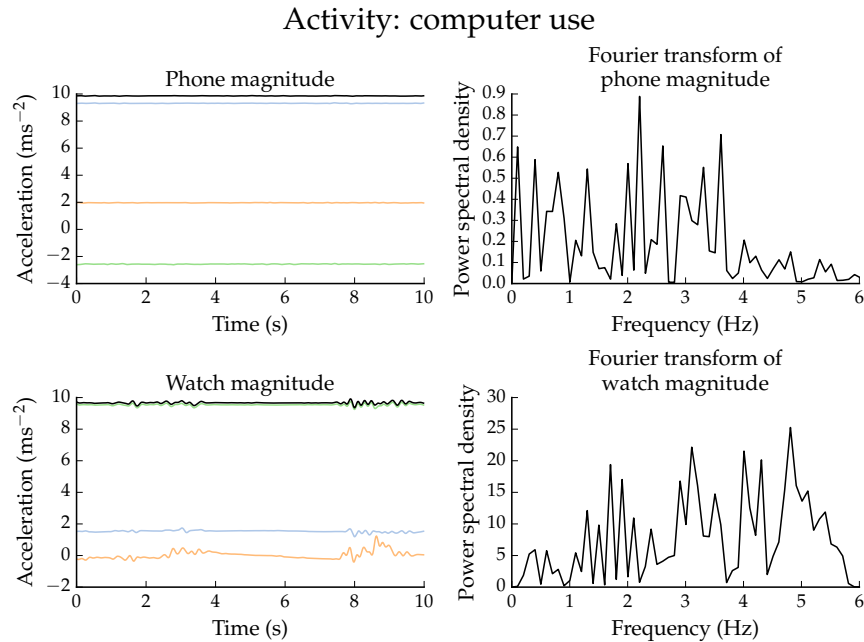 Activity: computer use
Phone magnitude
Acceleration (ms⁻²)
10
8
6
4
2
0
−2
−4
0 2 4 6 8 10
Time (s)
Fourier transform of
phone magnitude
Power spectral density
0.9
0.8
0.7
0.6
0.5
0.4
0.3
0.2
0.1
0.0
0 1 2 3 4 5 6
Frequency (Hz)
Watch magnitude
Acceleration (ms⁻²)
10
8
6
4
2
0
−2
0 2 4 6 8 10
Time (s)
Fourier transform of
watch magnitude
Power spectral density
30
25
20
15
10
5
0
0 1 2 3 4 5 6
Frequency (Hz)